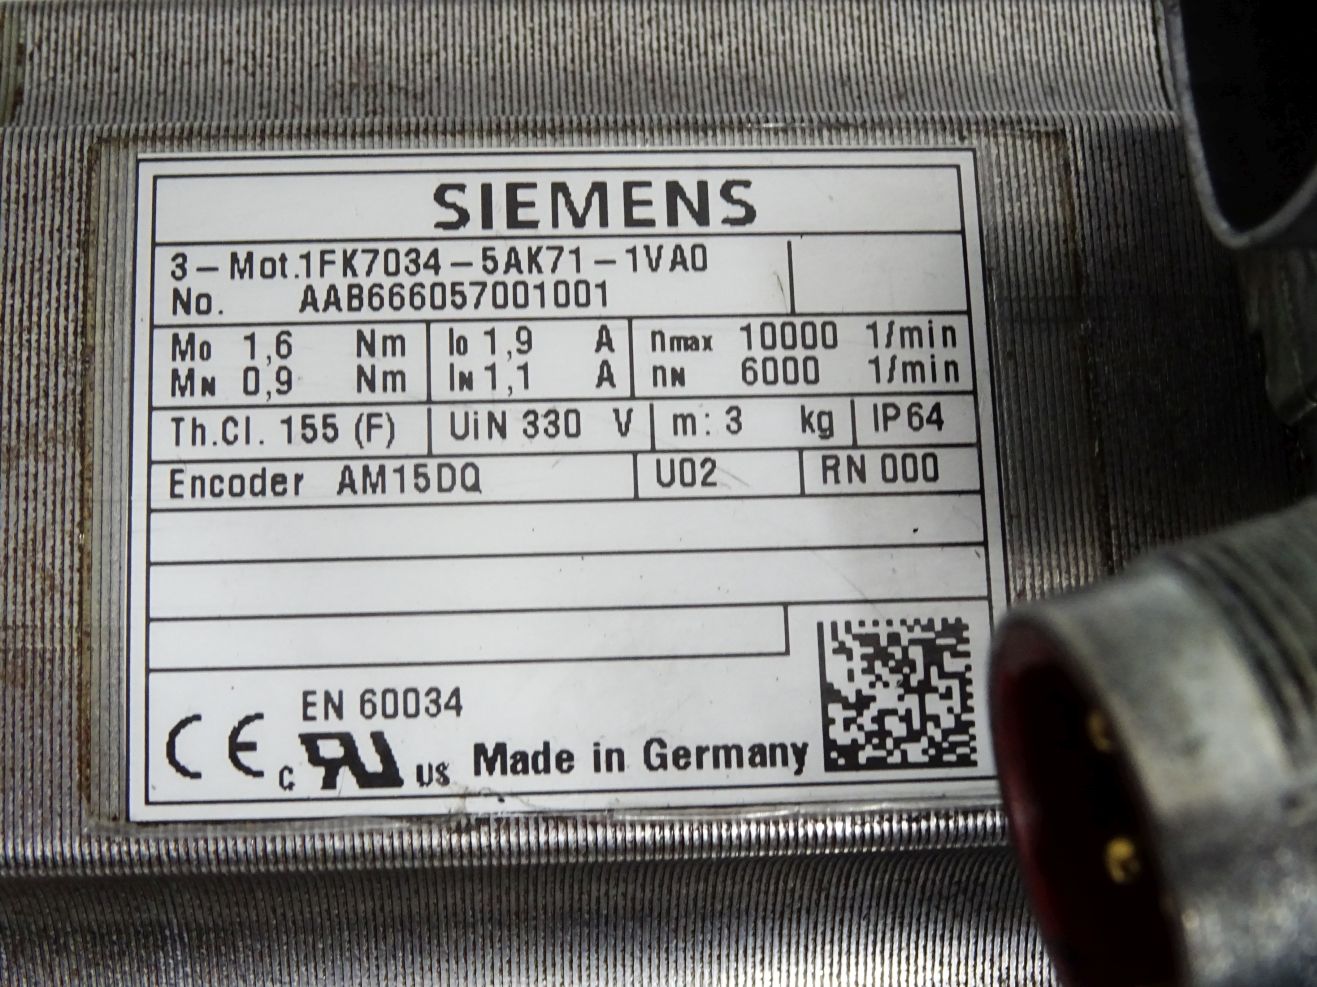 SIEMENS
3-Mot.1FK7034-5AK71-1VA0
No. AAB666057001001
M0 1,6 Nm I0 1,9 A nmax 10000 1/min
MN 0,9 Nm IN 1,1 A nN 6000 1/min
Th.Cl. 155 (F) UiN 330 V m: 3 kg IP64
Encoder AM15DQ U02 RN 000
EN 60034
CE c RU US Made in Germany